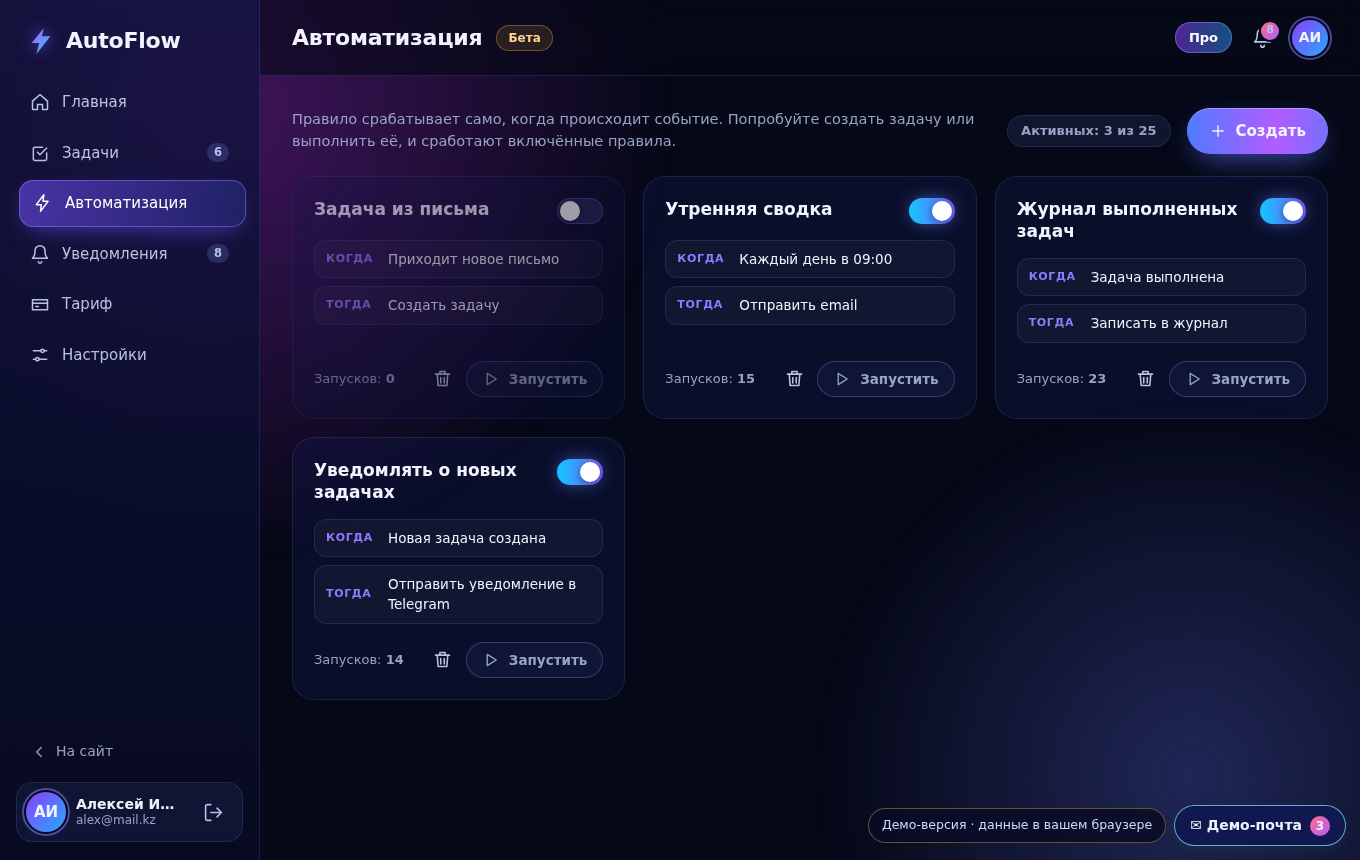 AutoFlow
Главная
Задачи 6
Автоматизация
Уведомления 8
Тариф
Настройки
На сайт
АИ
Алексей И...
alex@mail.kz
Автоматизация Бета
Про
8
АИ
Правило срабатывает само, когда происходит событие. Попробуйте создать задачу или
выполнить её, и сработают включённые правила.
Активных: 3 из 25
Создать
Задача из письма
КОГДА Приходит новое письмо
ТОГДА Создать задачу
Запусков: 0
Запустить
Утренняя сводка
КОГДА Каждый день в 09:00
ТОГДА Отправить email
Запусков: 15
Запустить
Журнал выполненных
задач
КОГДА Задача выполнена
ТОГДА Записать в журнал
Запусков: 23
Запустить
Уведомлять о новых
задачах
КОГДА Новая задача создана
ТОГДА Отправить уведомление в
Telegram
Запусков: 14
Запустить
Демо-версия · данные в вашем браузере
✉ Демо-почта 3